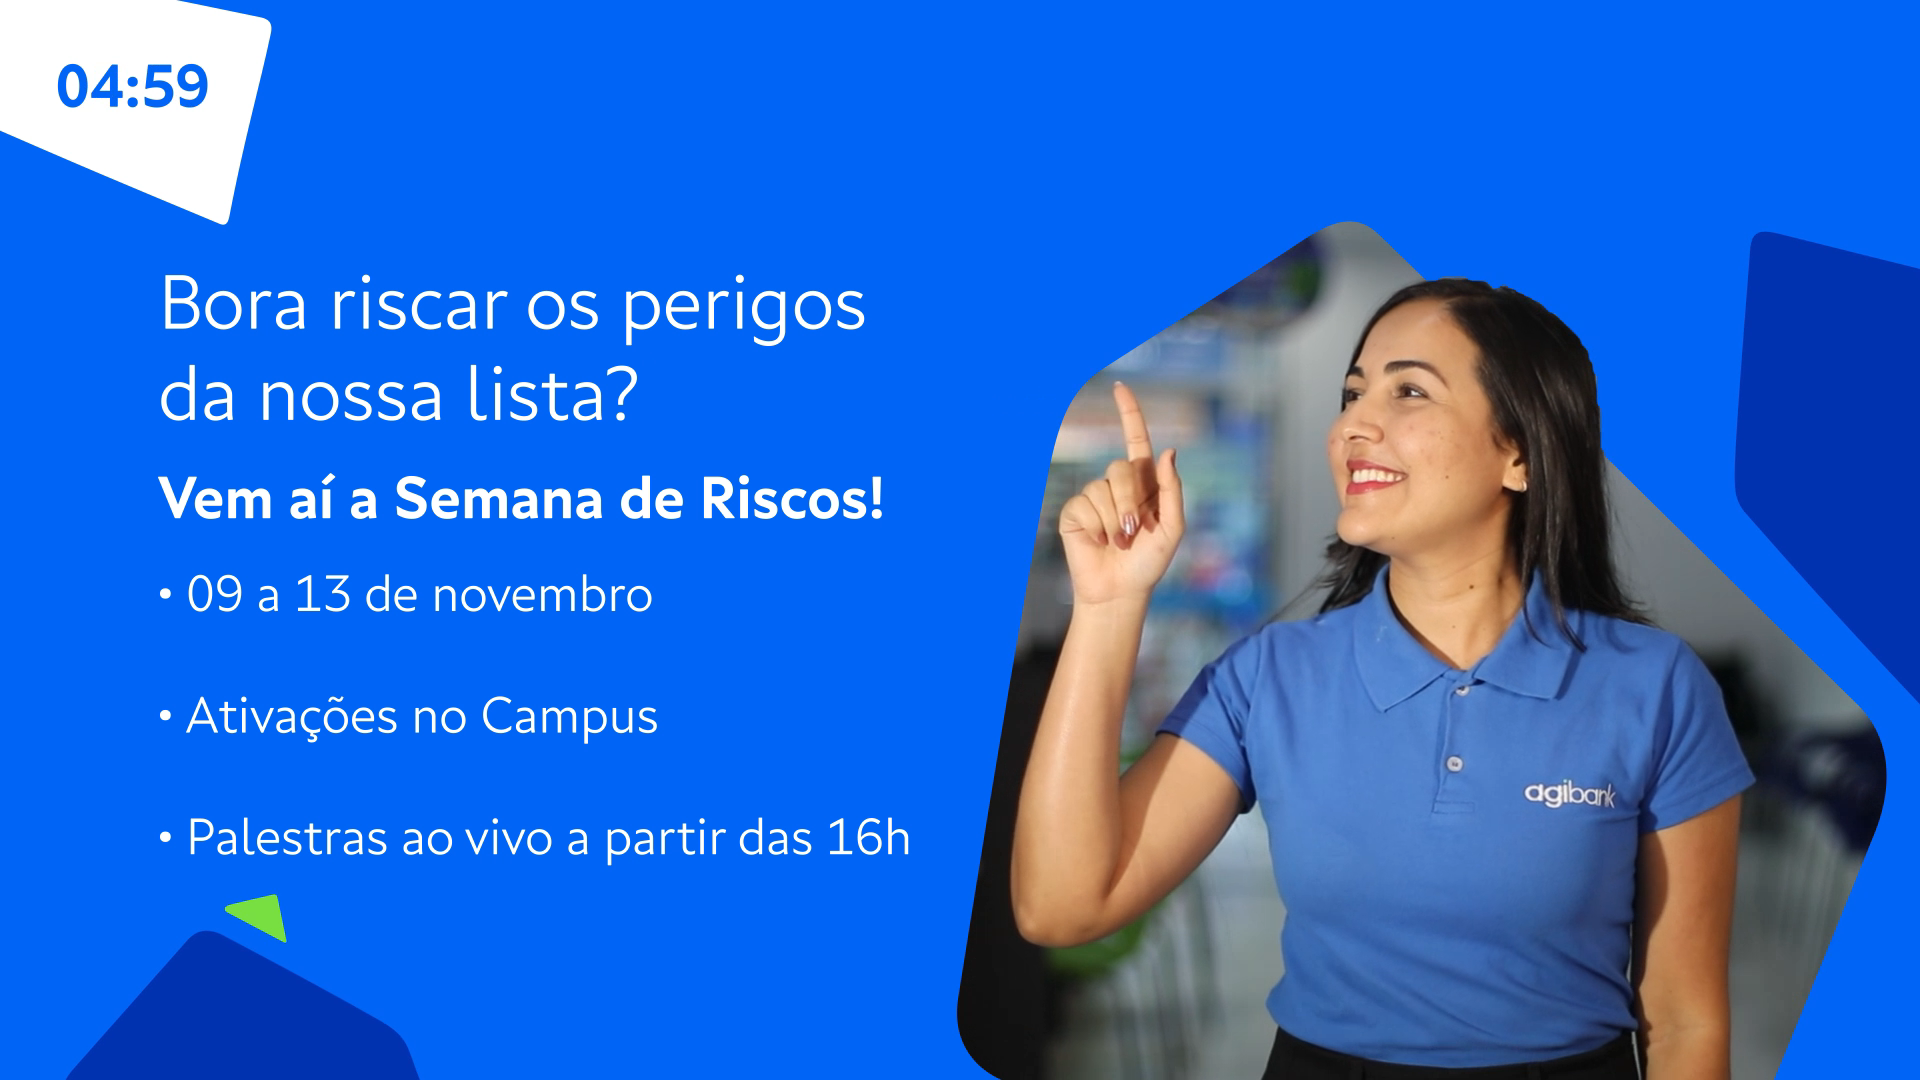 04:59
Bora riscar os perigos
da nossa lista?
Vem aí a Semana de Riscos!
• 09 a 13 de novembro
• Ativações no Campus
• Palestras ao vivo a partir das 16h
agibank